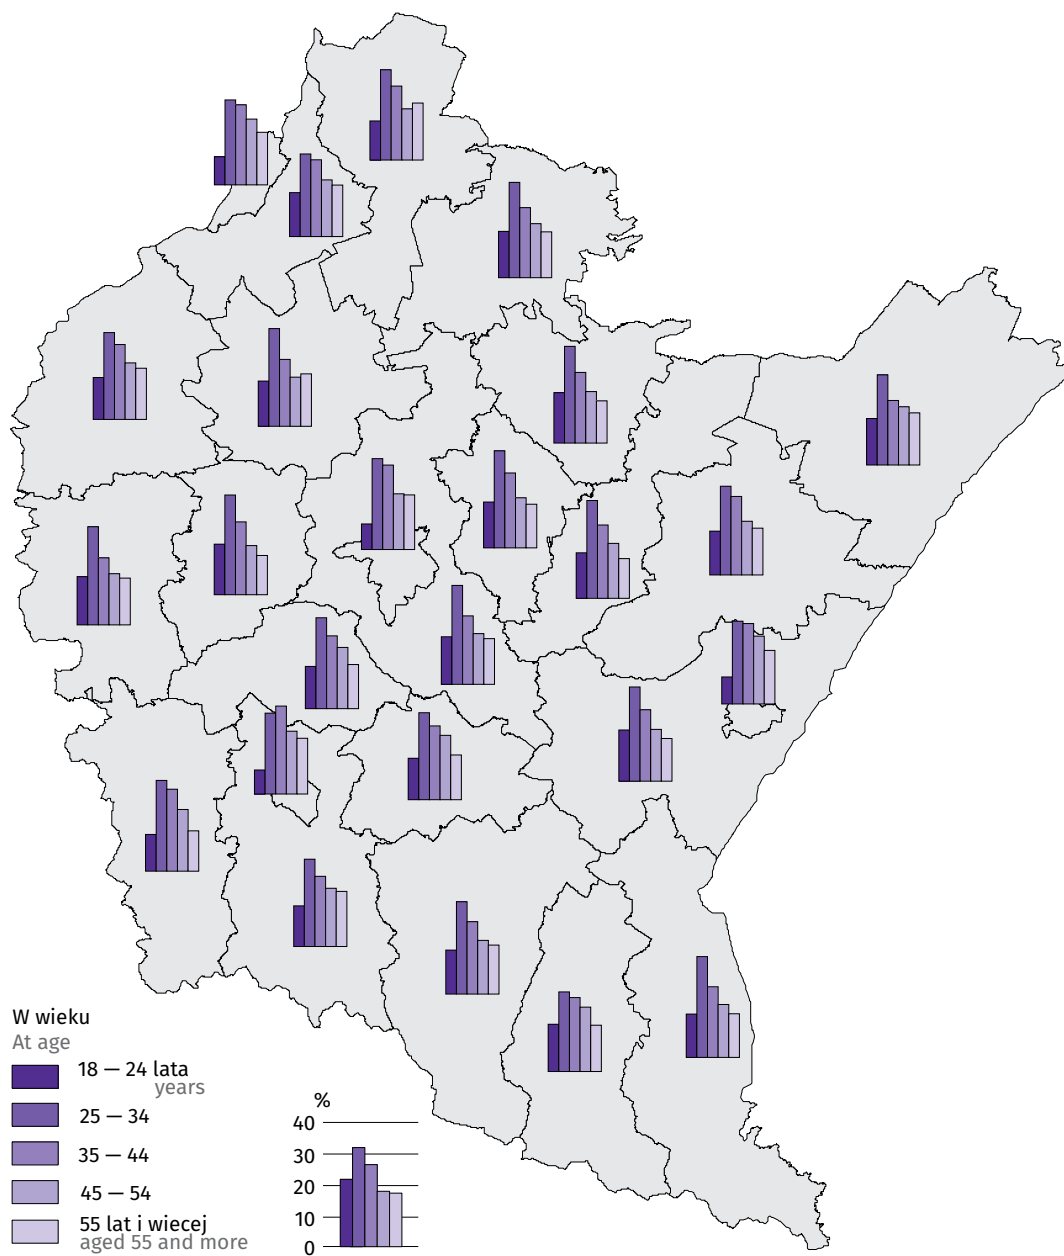 W wieku
At age
18 — 24 lata
years
25 — 34
35 — 44
45 — 54
55 lat i wiecej
aged 55 and more
%
40
30
20
10
0